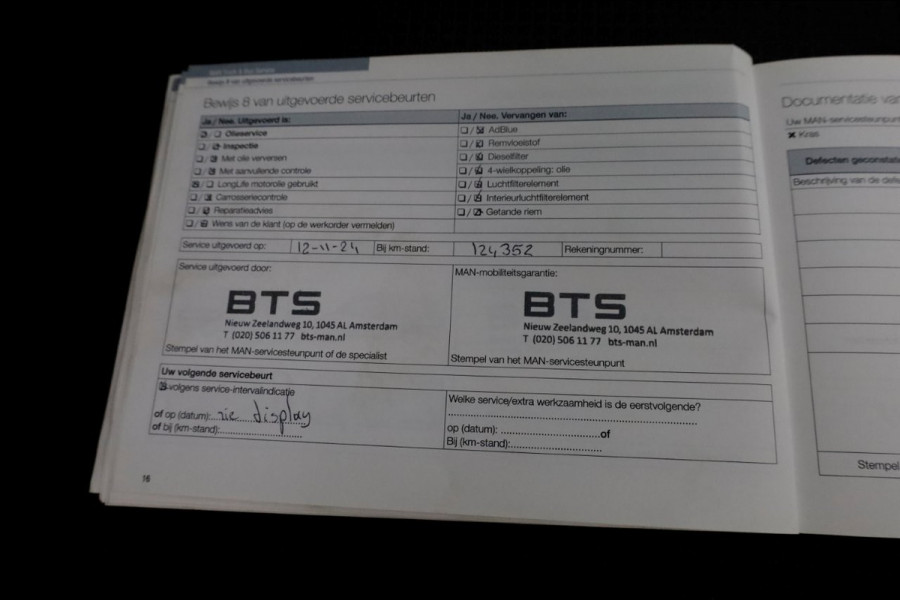 Bewijs 8 van uitgevoerde servicebeurten
Bewijs 8 van uitgevoerde servicebeurten
Ja / Nee. Uitgevoerd is:
☒ / ☐ Olieservice
☐ / ☒ Inspectie
☐ / ☒ Met olie verversen
☐ / ☒ Met aanvullende controle
☒ / ☐ LongLife motorolie gebruikt
☐ / ☒ Carrosseriecontrole
☐ / ☒ Reparatieadvies
☐ / ☒ Wens van de klant (op de werkorder vermelden)
Ja / Nee. Vervangen van:
☐ / ☒ AdBlue
☐ / ☒ Remvloeistof
☐ / ☒ Dieselfilter
☐ / ☒ 4-wielkoppeling: olie
☐ / ☒ Luchtfilterelement
☐ / ☒ Interieurluchtfilterelement
☐ / ☒ Getande riem
Service uitgevoerd op: 12-11-24 Bij km-stand: 124352 Rekeningnummer:
Service uitgevoerd door:
BTS
Nieuw Zeelandweg 10, 1045 AL Amsterdam
T (020) 506 11 77 bts-man.nl
Stempel van het MAN-servicesteunpunt of de specialist
MAN-mobiliteitsgarantie:
BTS
Nieuw Zeelandweg 10, 1045 AL Amsterdam
T (020) 506 11 77 bts-man.nl
Stempel van het MAN-servicesteunpunt
Uw volgende servicebeurt
☒ volgens service-intervalindicatie
of op (datum): zie display
of bij (km-stand):
Welke service/extra werkzaamheid is de eerstvolgende?
op (datum): of
Bij (km-stand):
16
Documentatie va
Uw MAN-servicesteunpunt
✖ Kras
Defecten geconstat
Beschrijving van de defe
Stempel